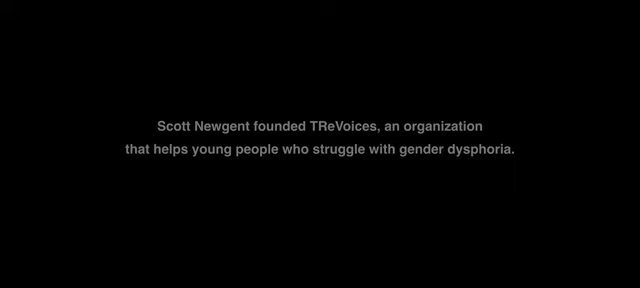 Scott Newgent founded TReVoices, an organization
that helps young people who struggle with gender dysphoria.